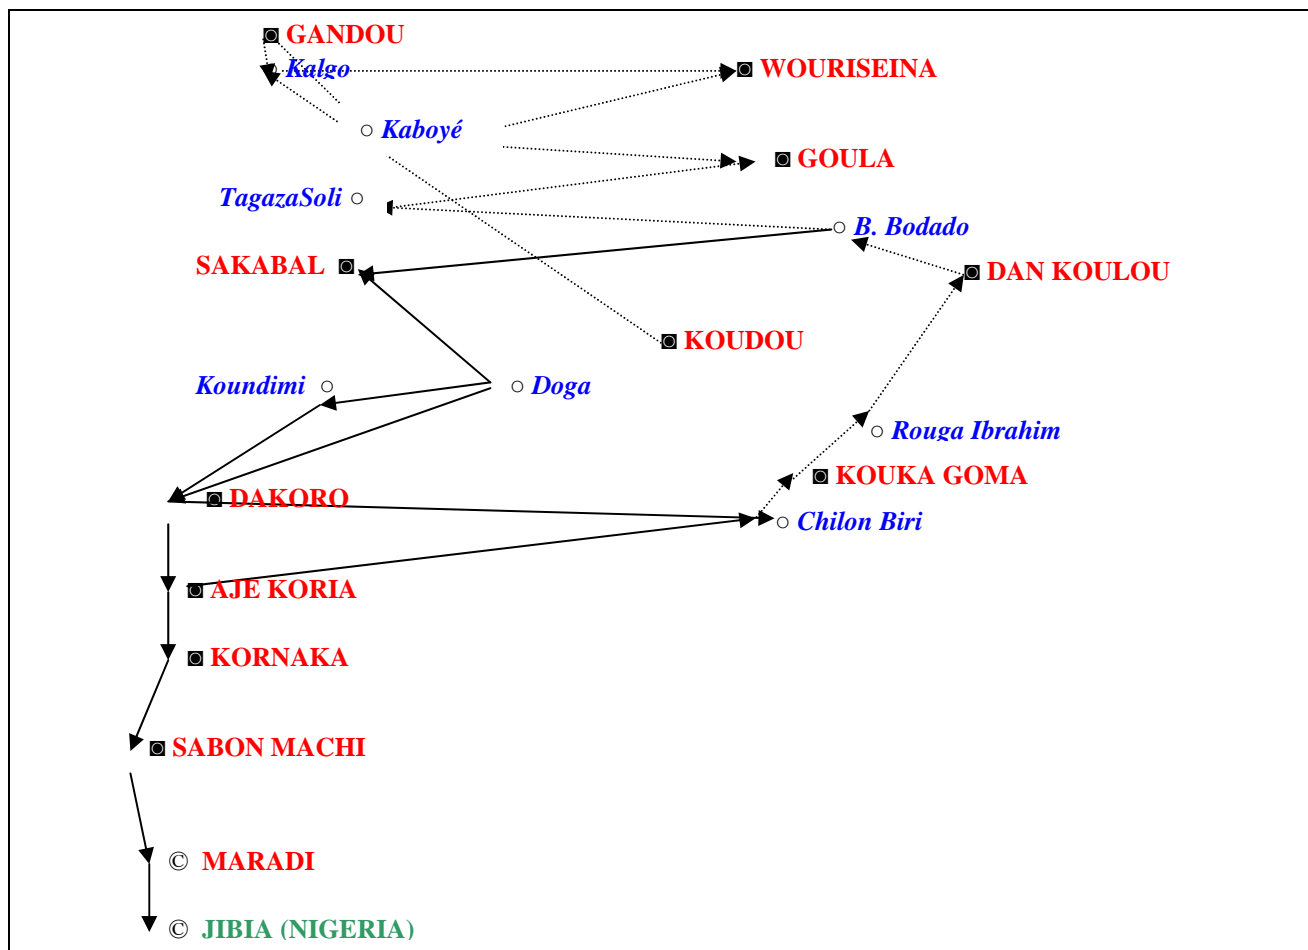 GANDOU
Kalgo
WOURISEINA
Kaboyé
GOULA
TagazaSoli
B. Bodado
SAKABAL
DAN KOULOU
KOUDOU
Koundimi
Doga
Rouga Ibrahim
KOUKA GOMA
DAKORO
Chilon Biri
AJE KORIA
KORNAKA
SABON MACHI
© MARADI
© JIBIA (NIGERIA)